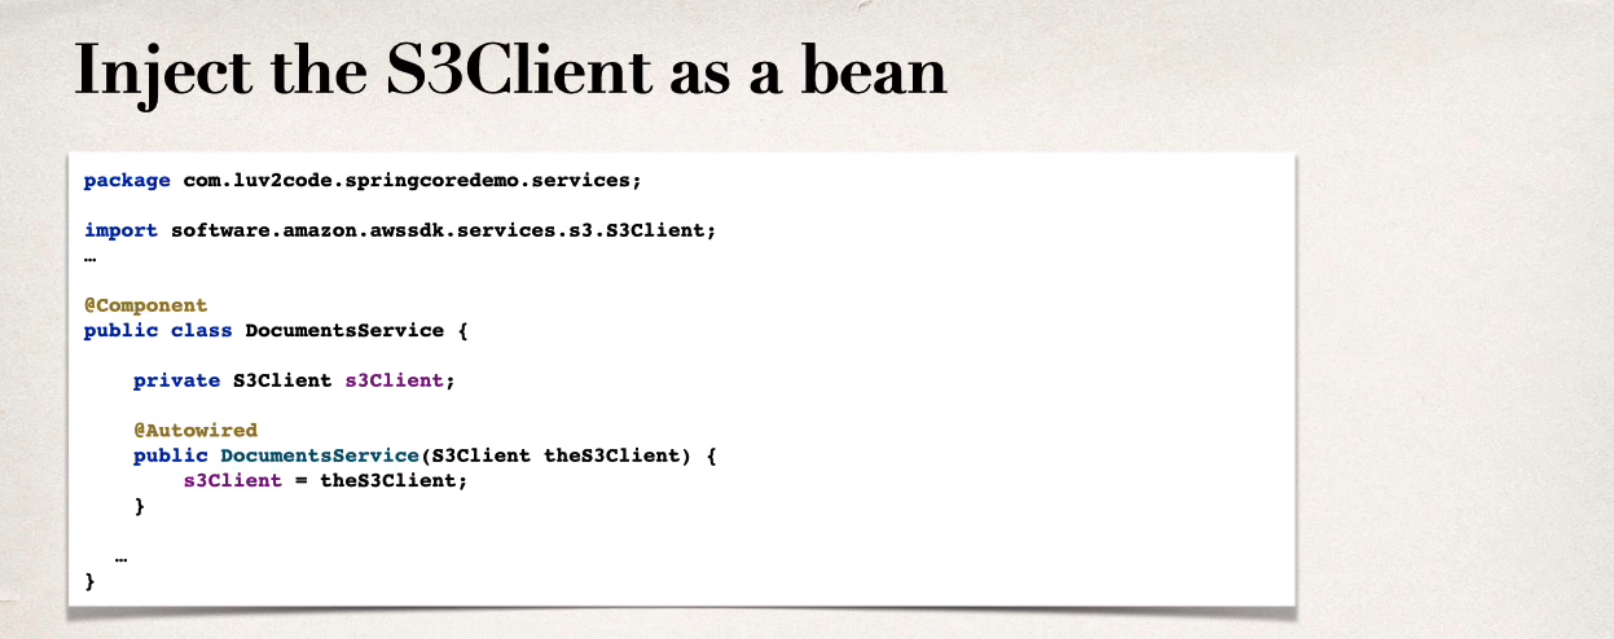 Inject the S3Client as a bean
package com.luv2code.springcoredemo.services;
import software.amazon.awssdk.services.s3.S3Client;
…
@Component
public class DocumentsService {
private S3Client s3Client;
@Autowired
public DocumentsService(S3Client theS3Client) {
s3Client = theS3Client;
}
…
}